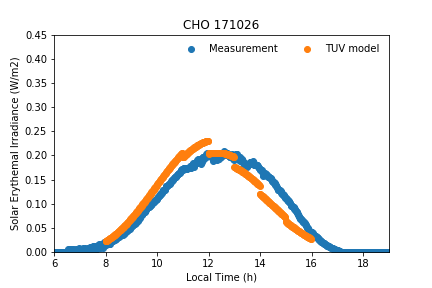 CHO 171026
Measurement
TUV model
Solar Erythemal Irradiance (W/m2)
0.45
0.40
0.35
0.30
0.25
0.20
0.15
0.10
0.05
0.00
6 8 10 12 14 16 18
Local Time (h)